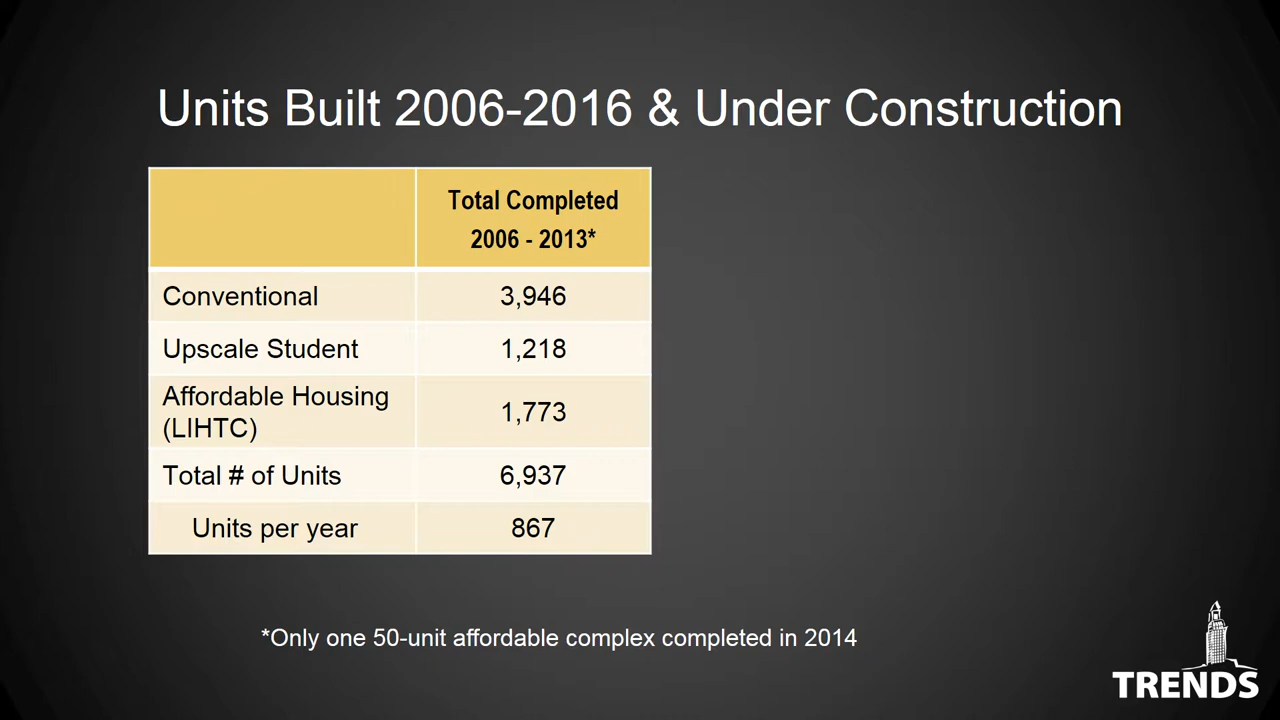 Units Built 2006-2016 & Under Construction
Total Completed
2006 - 2013*
Conventional 3,946
Upscale Student 1,218
Affordable Housing
(LIHTC) 1,773
Total # of Units 6,937
Units per year 867
*Only one 50-unit affordable complex completed in 2014
TRENDS